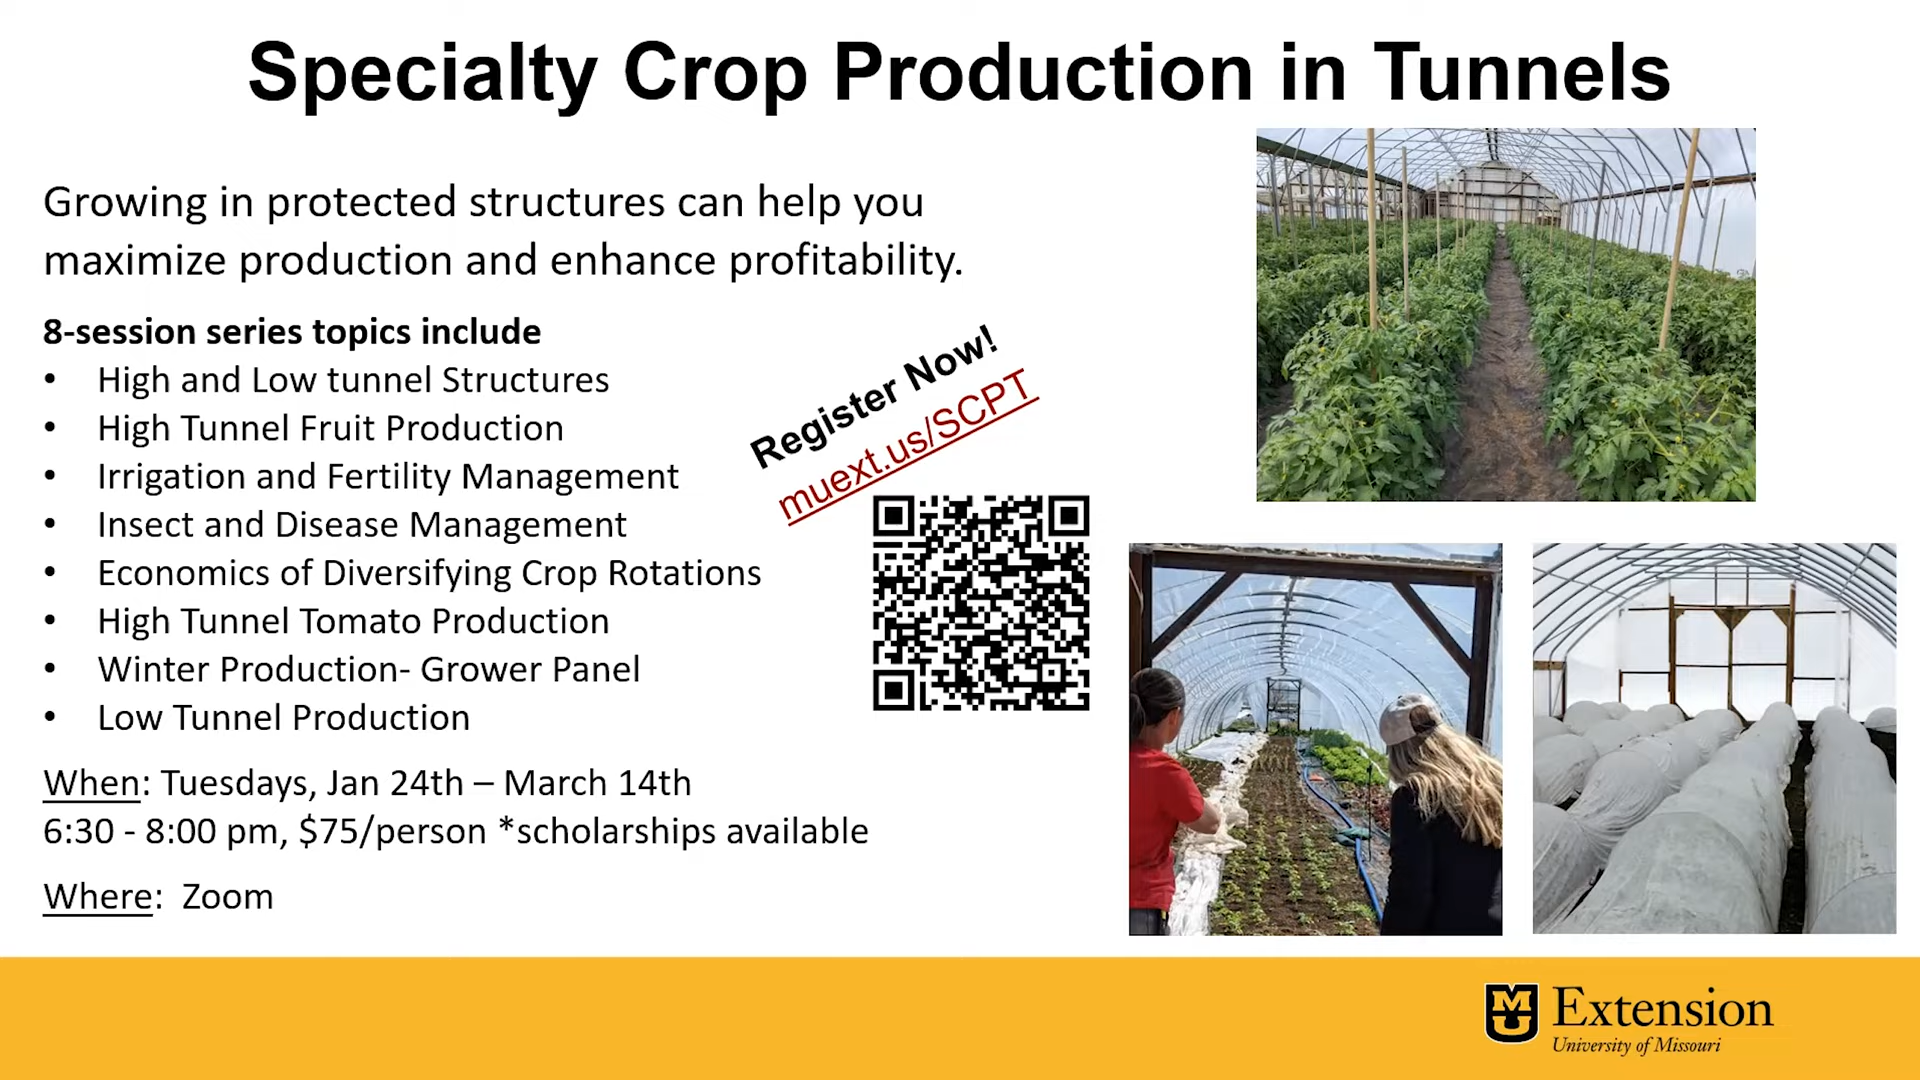 Specialty Crop Production in Tunnels
Growing in protected structures can help you
maximize production and enhance profitability.
8-session series topics include
• High and Low tunnel Structures
• High Tunnel Fruit Production
• Irrigation and Fertility Management
• Insect and Disease Management
• Economics of Diversifying Crop Rotations
• High Tunnel Tomato Production
• Winter Production- Grower Panel
• Low Tunnel Production
Register Now!
muext.us/SCPT
When: Tuesdays, Jan 24th – March 14th
6:30 - 8:00 pm, $75/person *scholarships available
Where: Zoom
MU Extension
University of Missouri